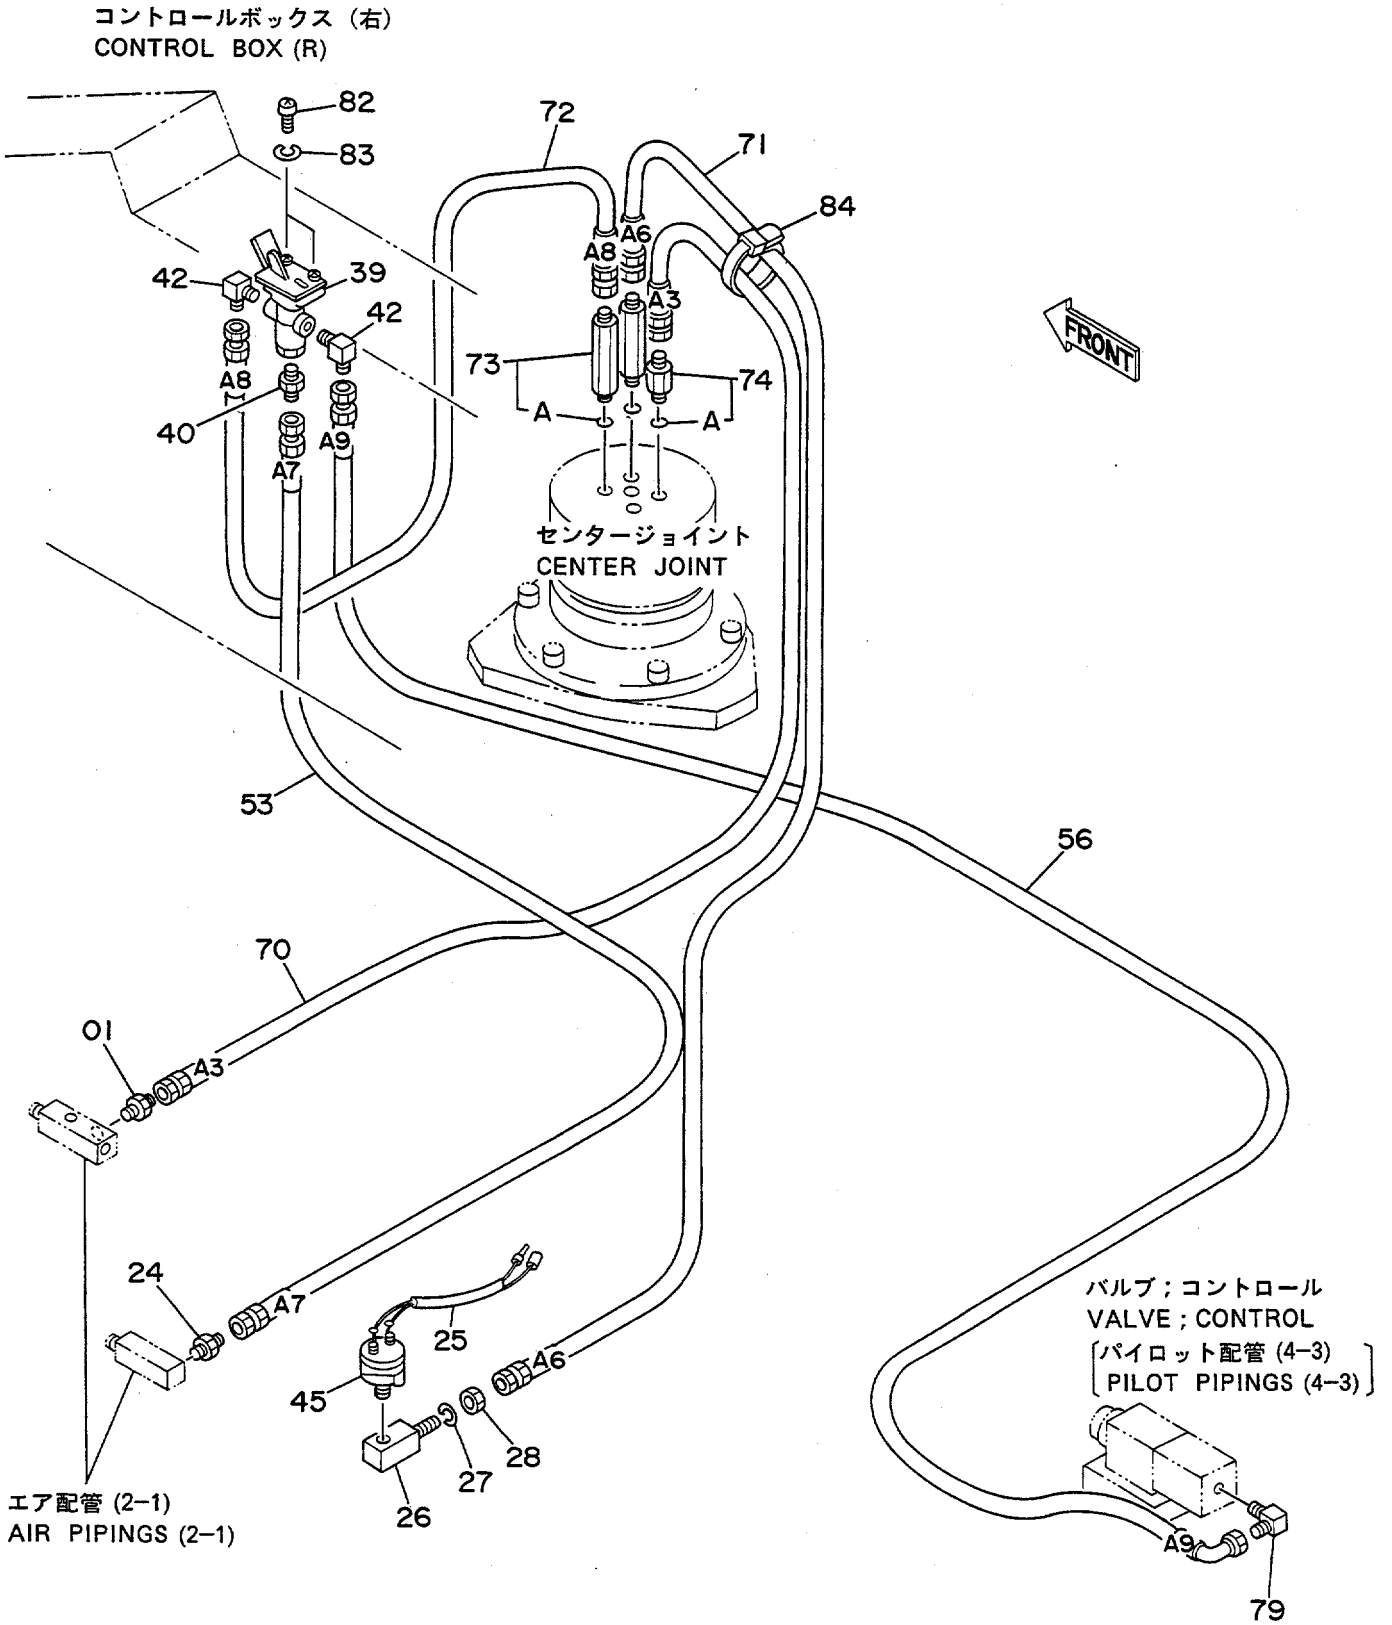 コントロールボックス (右)
CONTROL BOX (R)
82
83
72
71
84
A6
A8
39
42
42
A3
FRONT
73
74
A8
A
A
40
A9
A7
センタージョイント
CENTER JOINT
53
56
70
01
A3
24
A7
25
バルブ ; コントロール
VALVE ; CONTROL
パイロット配管 (4-3)
PILOT PIPINGS (4-3)
A6
45
28
27
26
エア配管 (2-1)
AIR PIPINGS (2-1)
A9
79